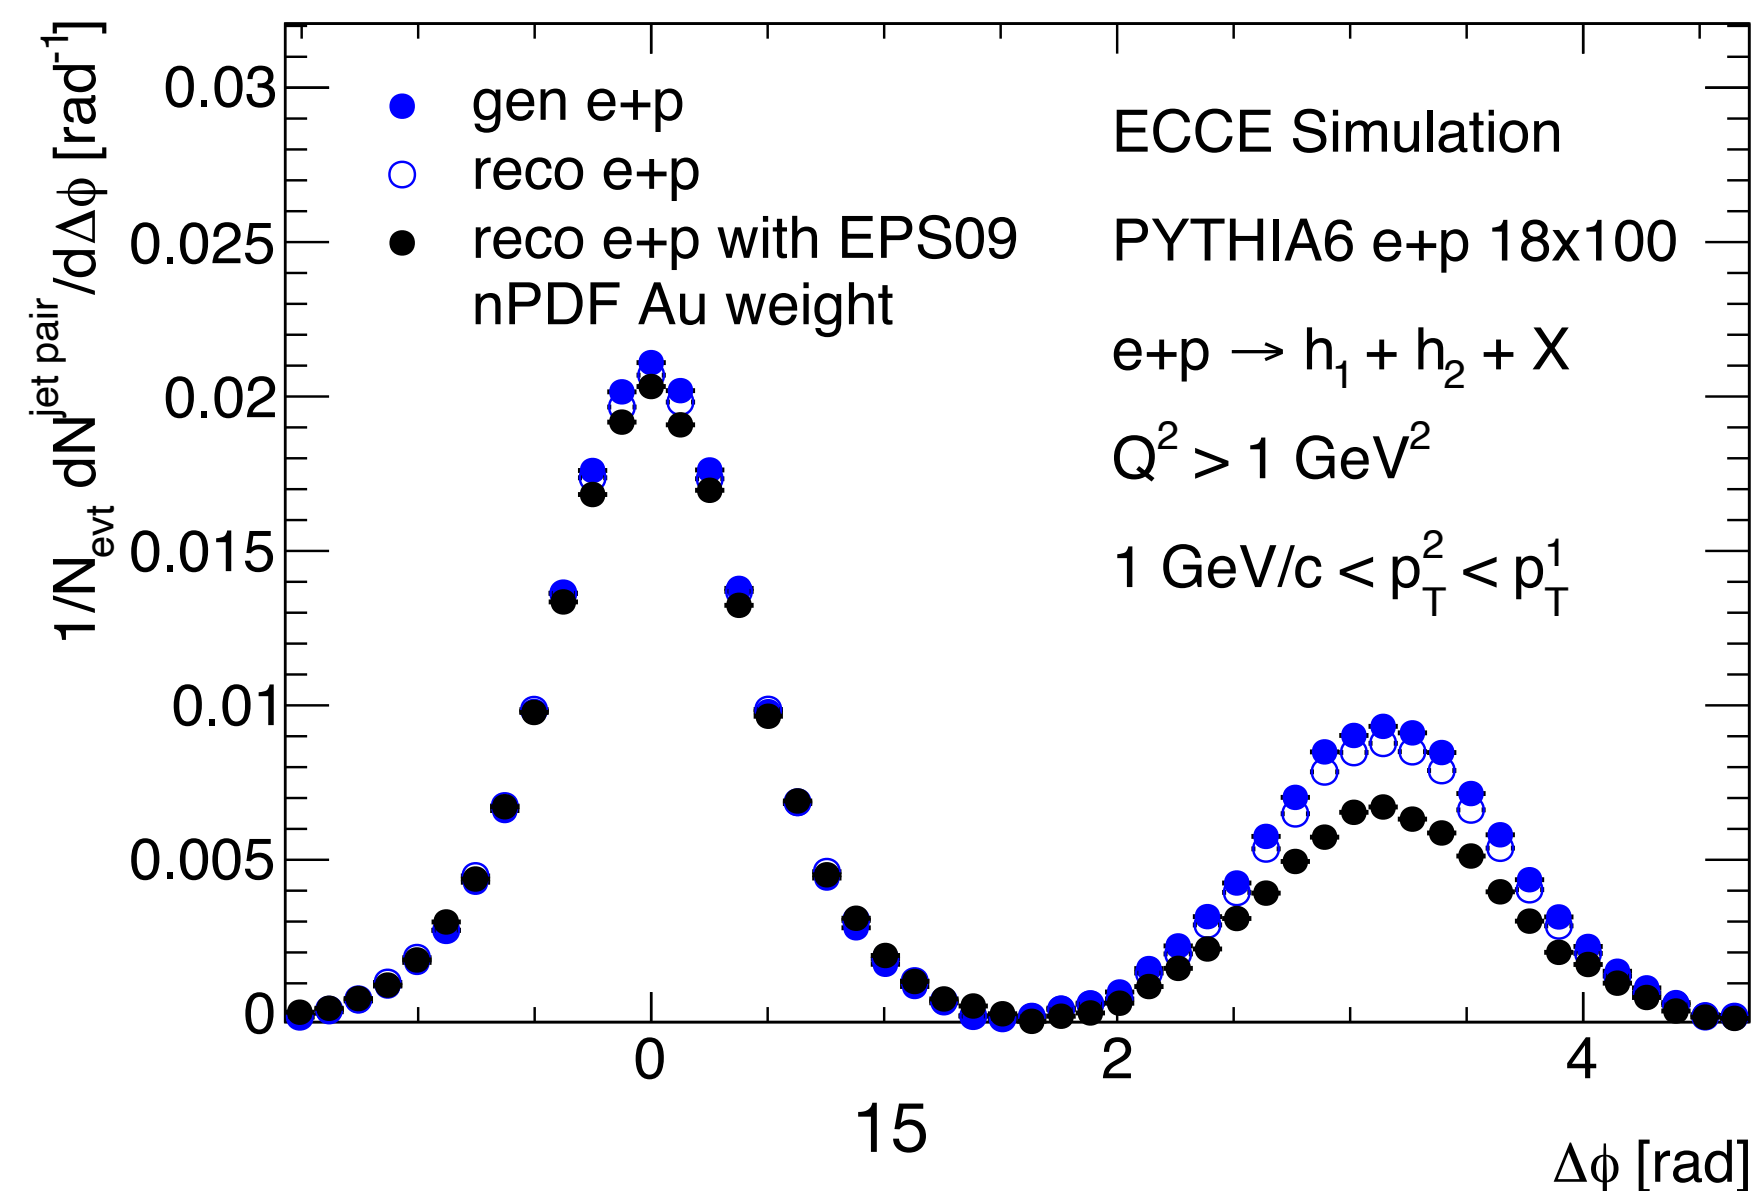 1/N_evt dN^jet pair/dΔϕ [rad^-1]
0.03
0.025
0.02
0.015
0.01
0.005
0
gen e+p
reco e+p
reco e+p with EPS09
nPDF Au weight
ECCE Simulation
PYTHIA6 e+p 18x100
e+p → h_1 + h_2 + X
Q^2 > 1 GeV^2
1 GeV/c < p_T^2 < p_T^1
0 2 4
15
Δϕ [rad]